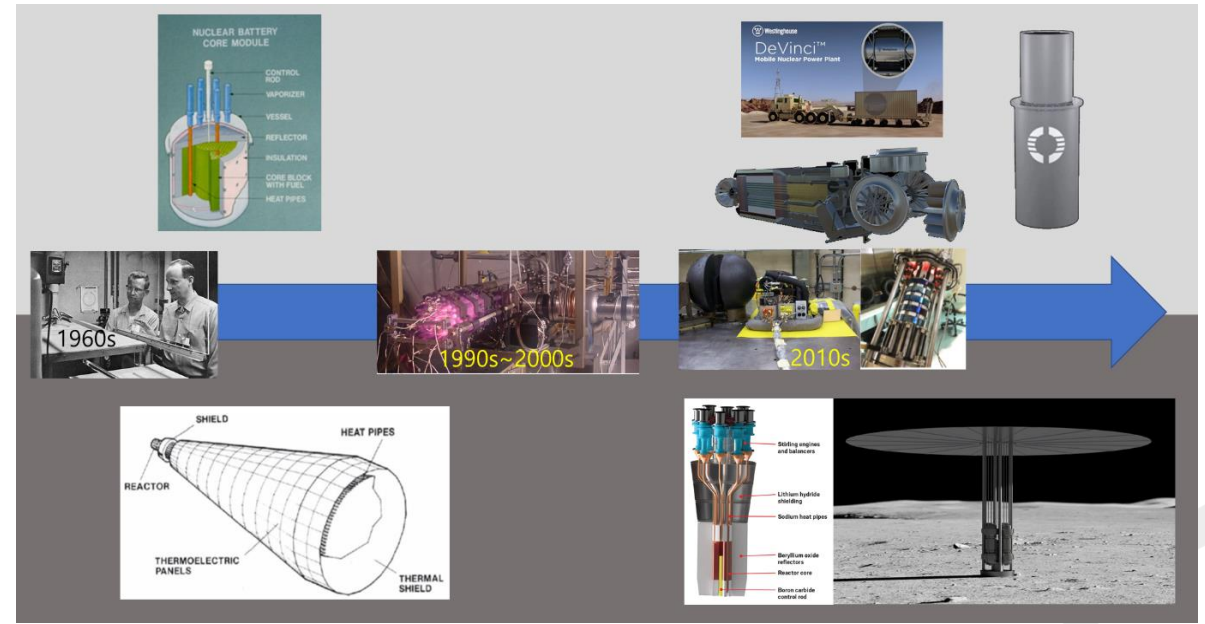 NUCLEAR BATTERY
CORE MODULE
CONTROL
ROD
VAPORIZER
VESSEL
REFLECTOR
INSULATION
CORE BLOCK
WITH FUEL
HEAT PIPES
Westinghouse
DeVinci™
Mobile Nuclear Power Plant
1960s
1990s~2000s
2010s
SHIELD
HEAT PIPES
REACTOR
THERMOELECTRIC
PANELS
THERMAL
SHIELD
Stirling engines
and balancers
Lithium hydride
shielding
Sodium heat pipes
Beryllium oxide
reflectors
Reactor core
Boron carbide
control rod